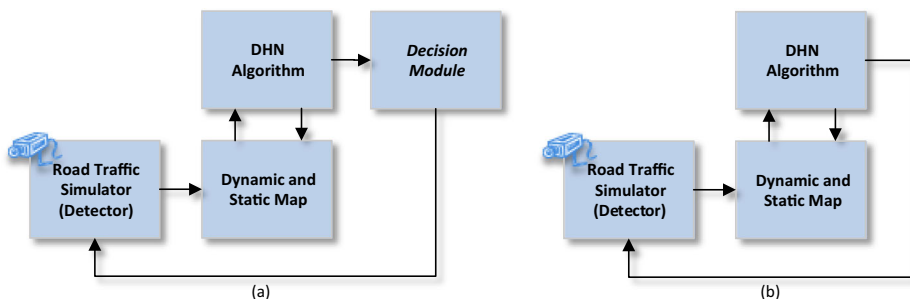 DHN
Algorithm
Decision
Module
Road Traffic
Simulator
(Detector)
Dynamic and
Static Map
(a)
DHN
Algorithm
Road Traffic
Simulator
(Detector)
Dynamic and
Static Map
(b)